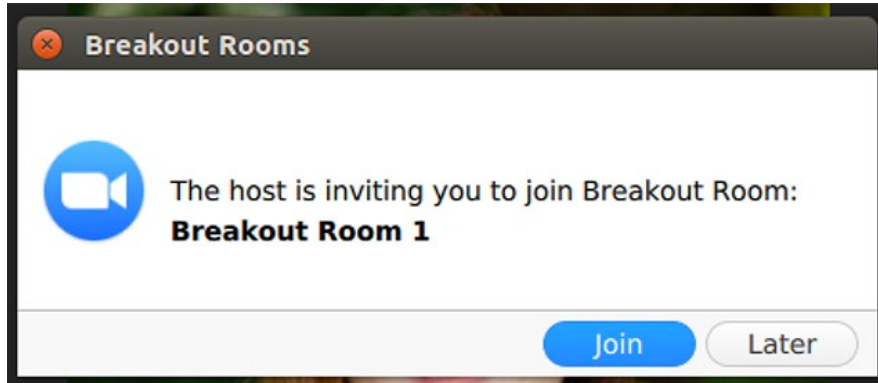 Breakout Rooms
The host is inviting you to join Breakout Room:
Breakout Room 1
Join
Later